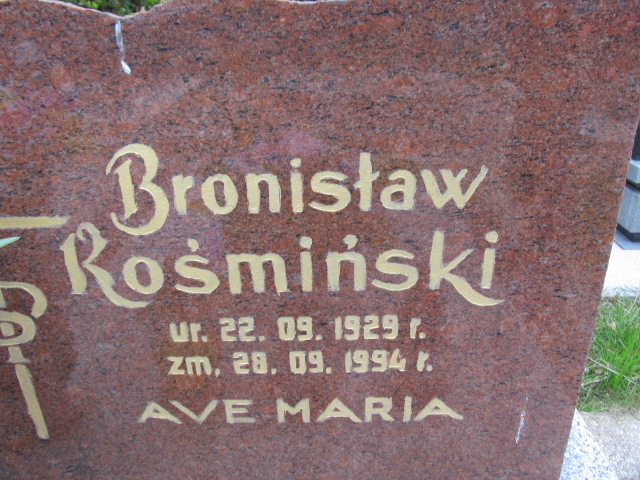 Bronisław
Rośmiński
ur. 22. 09. 1929 r.
zm. 28. 09. 1994 r.
AVE MARIA